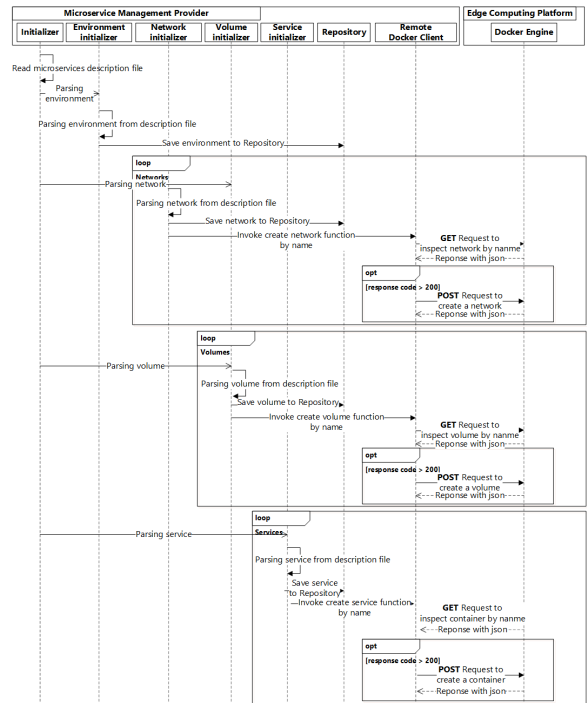 Microservice Management Provider
Edge Computing Platform
Initializer
Environment
initializer
Network
initializer
Volume
initializer
Service
initializer
Repository
Remote
Docker Client
Docker Engine
Read microservices description file
Parsing
environment
Parsing environment from description file
Save environment to Repository
loop
Networks
Parsing network
Parsing network from description file
Save network to Repository
Invoke create network function
by name
GET Request to
inspect network by nanme
Reponse with json
opt
[response code > 200]
POST Request to
create a network
Reponse with json
loop
Volumes
Parsing volume
Parsing volume from description file
Save volume to Repository
Invoke create volume function
by name
GET Request to
inspect volume by nanme
Reponse with json
opt
[response code > 200]
POST Request to
create a volume
Reponse with json
loop
Services
Parsing service
Parsing service from description file
Save service
to Repository
Invoke create service function
by name
GET Request to
inspect container by nanme
Reponse with json
opt
[response code > 200]
POST Request to
create a container
Reponse with json